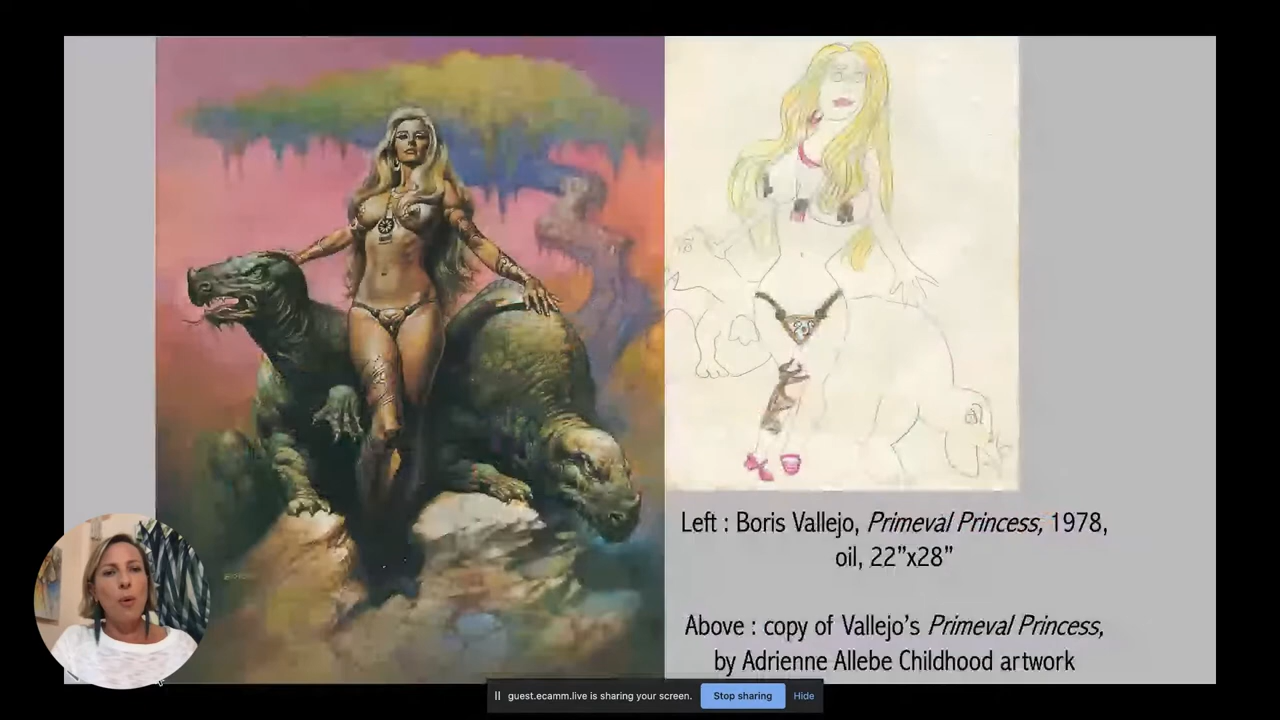 Left : Boris Vallejo, Primeval Princess, 1978,
oil, 22”x28”
Above : copy of Vallejo’s Primeval Princess,
by Adrienne Allebe Childhood artwork
guest.ecamm.live is sharing your screen.
Stop sharing
Hide